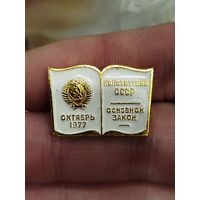 ОКТЯБРЬ
1977
КОНСТИТУЦИЯ
СССР
ОСНОВНОЙ
ЗАКОН